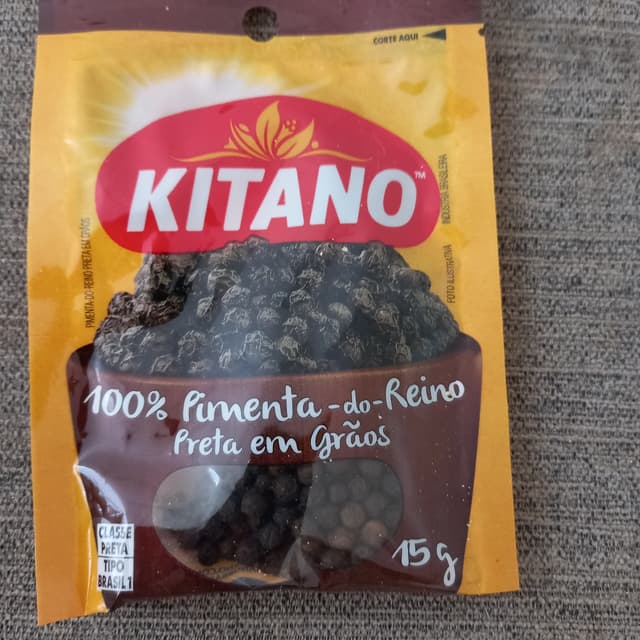 CORTE AQUI
KITANO™
PIMENTA-DO-REINO PRETA EM GRÃOS
INDÚSTRIA BRASILEIRA
FOTO ILUSTRATIVA
100% Pimenta-do-Reino
Preta em Grãos
CLASSE
PRETA
TIPO
BRASIL 1
15g